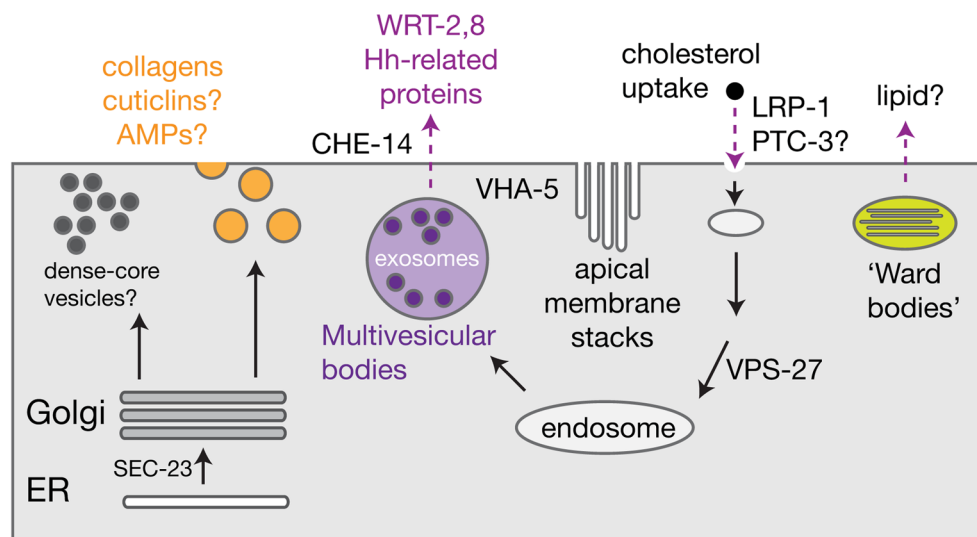 collagens
cuticlins?
AMPs?
WRT-2,8
Hh-related
proteins
CHE-14
cholesterol
uptake
LRP-1
PTC-3?
lipid?
VHA-5
dense-core
vesicles?
exosomes
Multivesicular
bodies
apical
membrane
stacks
'Ward
bodies'
VPS-27
endosome
Golgi
SEC-23
ER